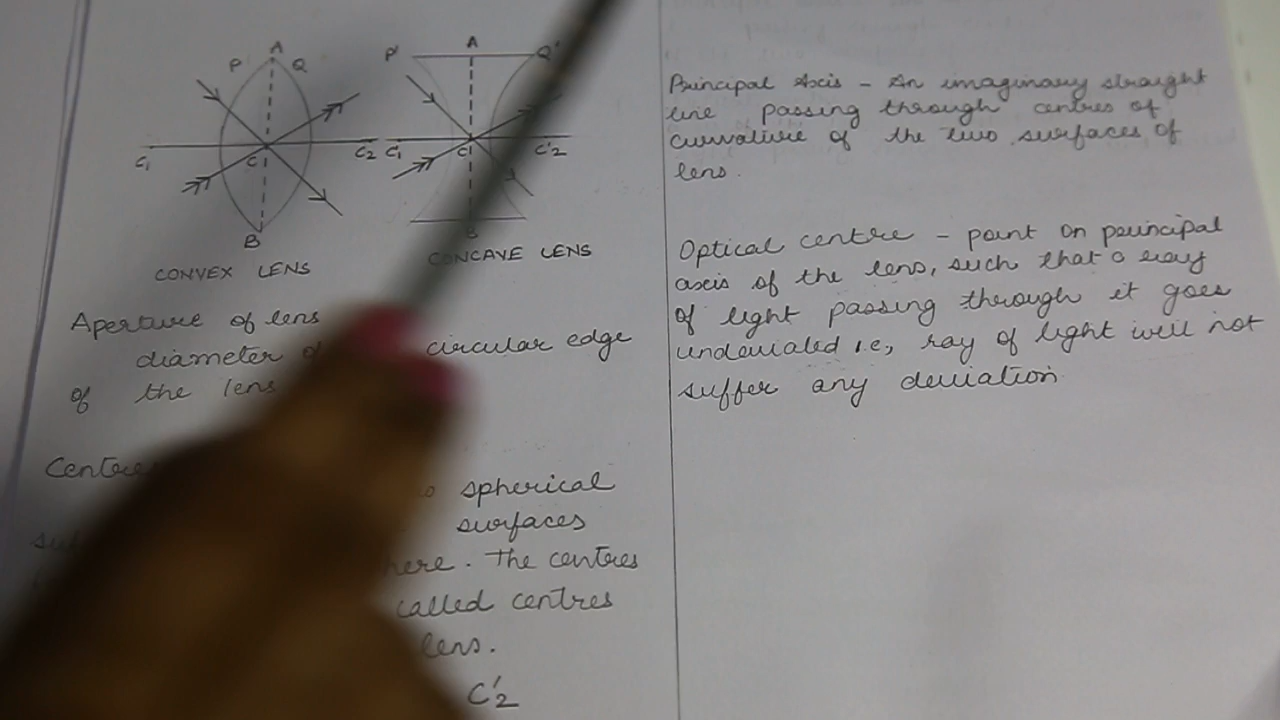 A
P Q
C1 C C2
B
CONVEX LENS
P' A Q'
C'1 C' C'2
CONCAVE LENS
Aperture of lens
diameter circular edge
of the lens
spherical
surfaces
here. The centres
called centres
lens.
C'2
Principal Axis - An imaginary straight
line passing through centres of
curvature of the two surfaces of
lens.
Optical centre - point on principal
axis of the lens, such that a ray
of light passing through it goes
undeviated i.e, ray of light will not
suffer any deviation